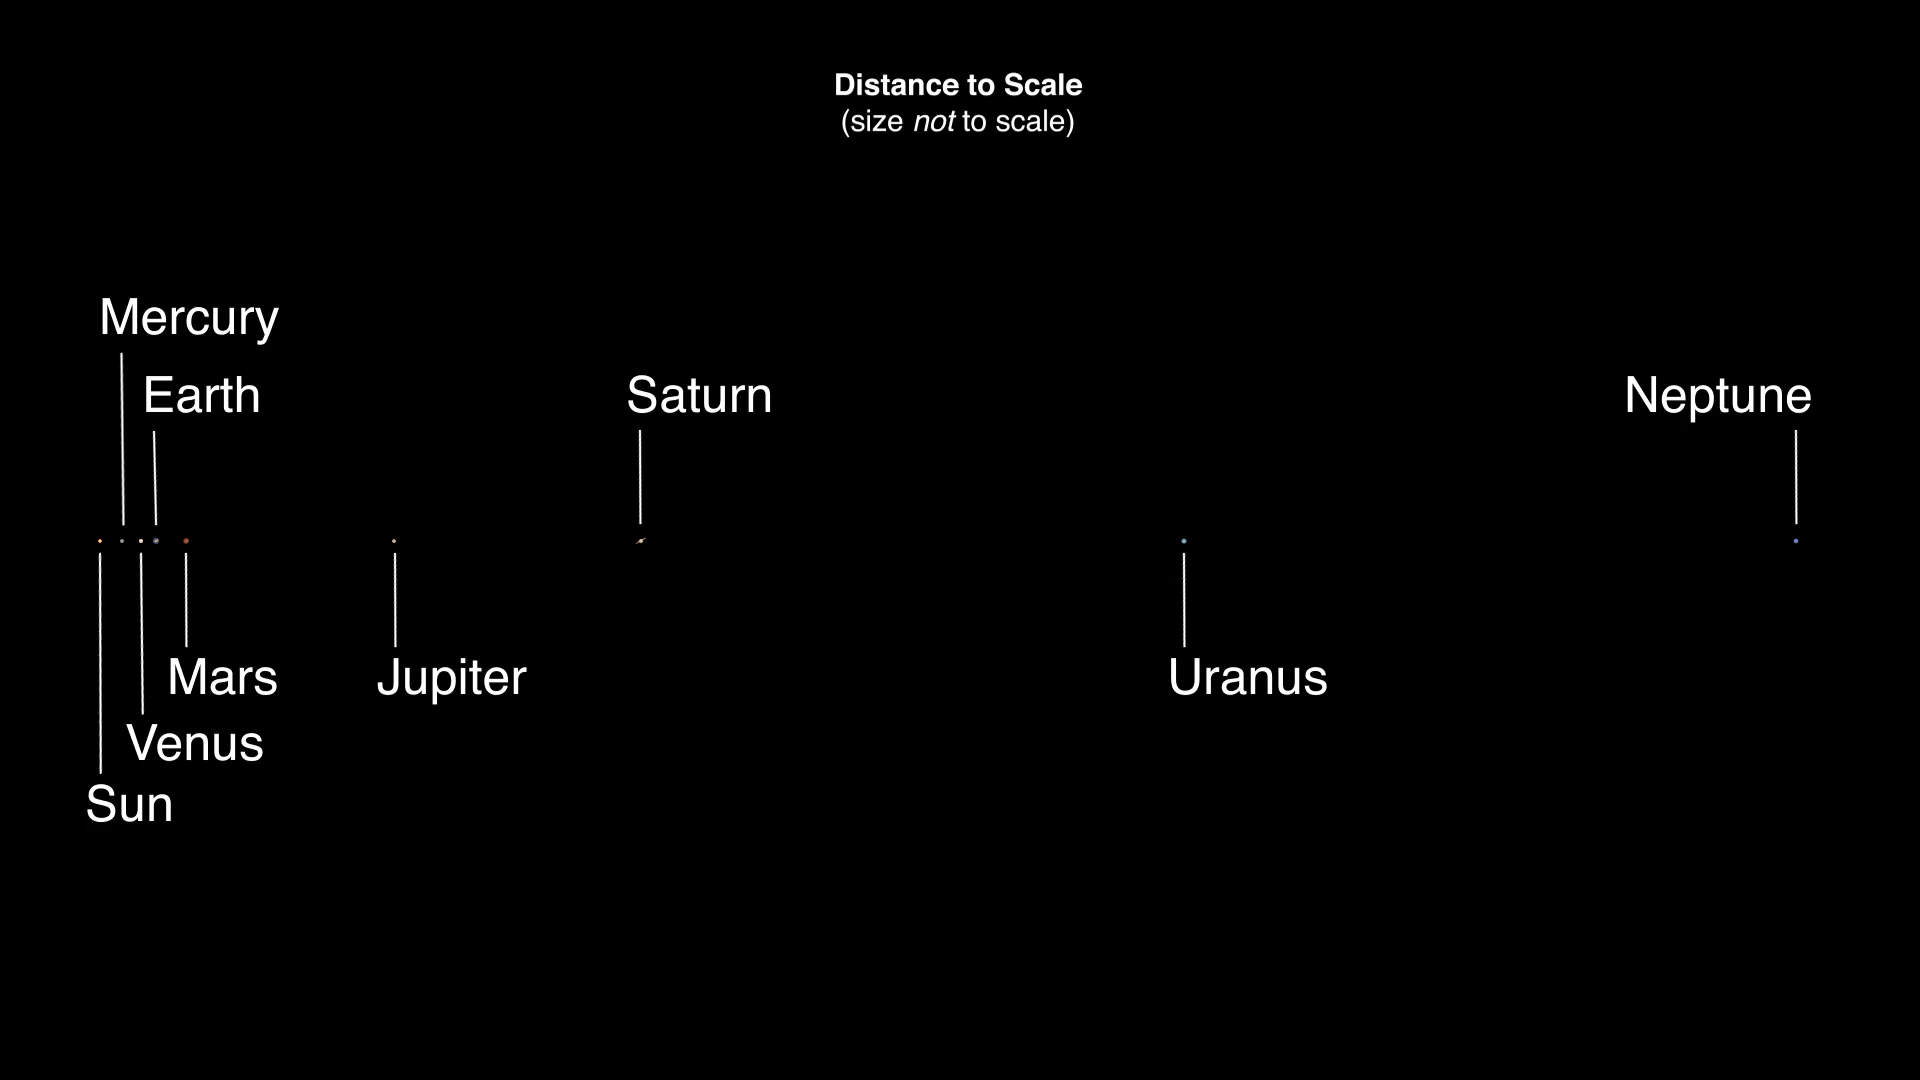 Distance to Scale
(size not to scale)
Mercury
Earth
Saturn
Neptune
Mars
Jupiter
Uranus
Venus
Sun